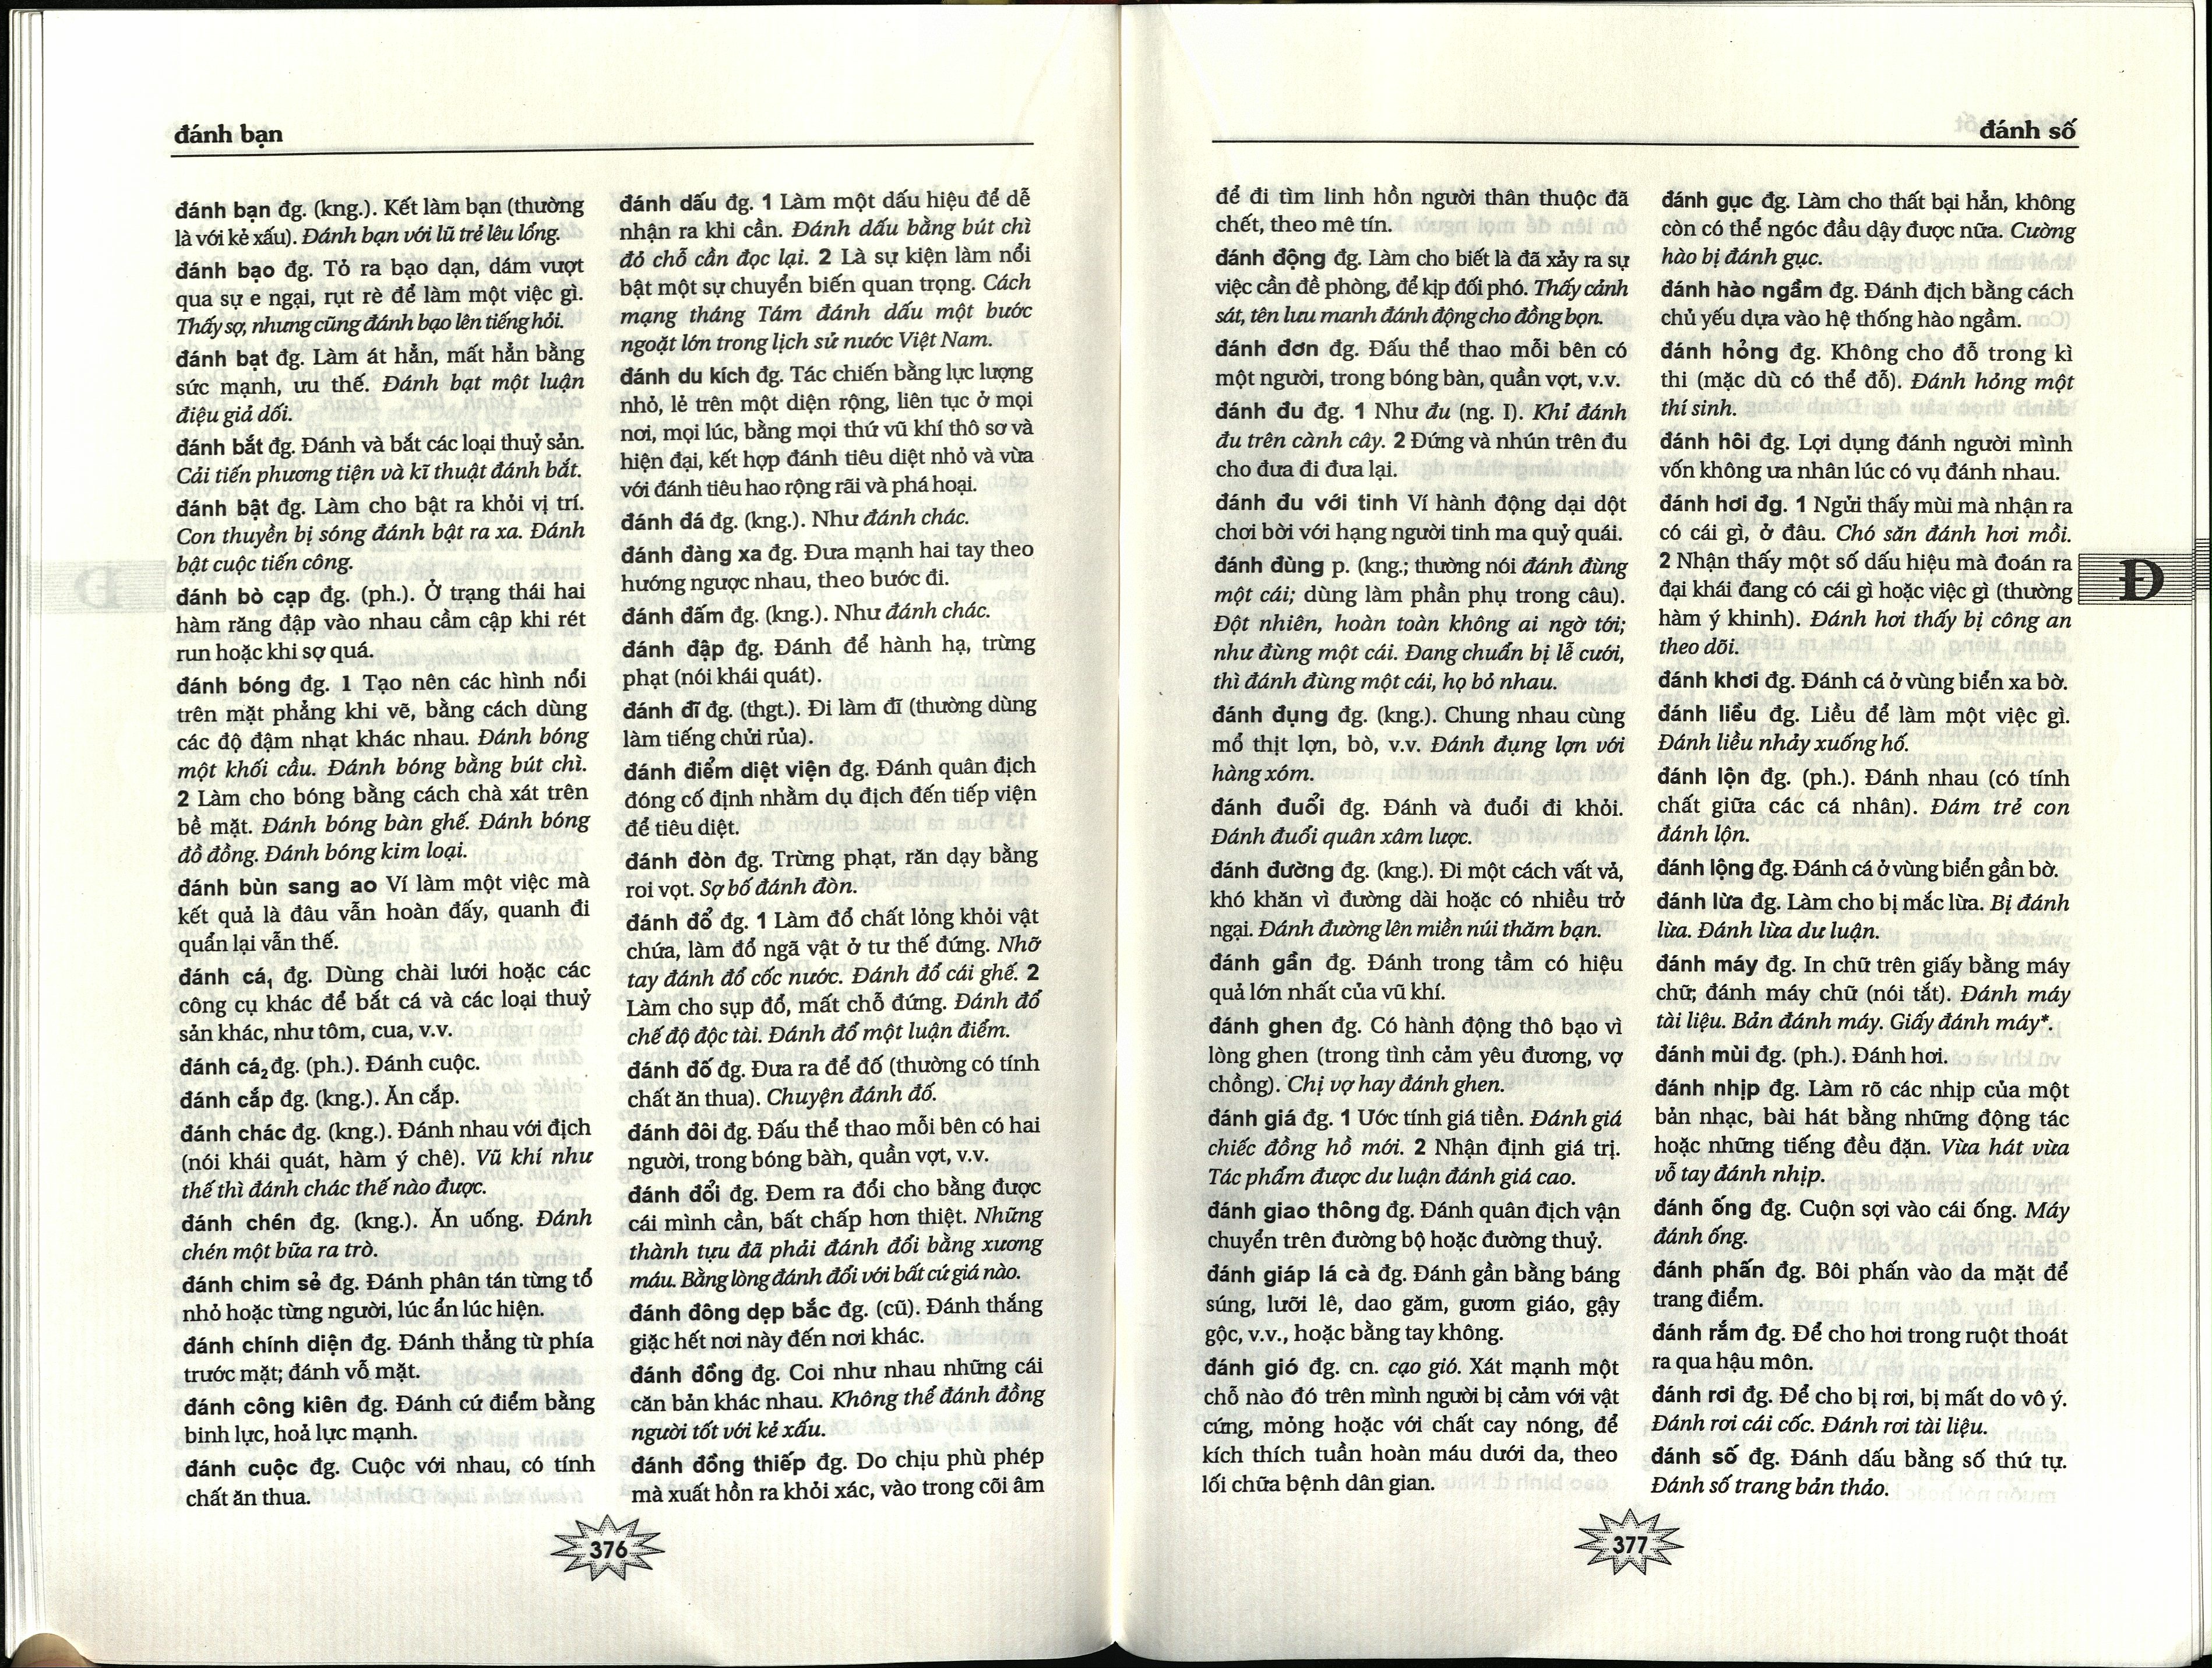 đánh bạn
đánh bạn đg. (kng.). Kết làm bạn (thường
là với kẻ xấu). Đánh bạn với lũ trẻ lêu lổng.
đánh bạo đg. Tỏ ra bạo dạn, dám vượt
qua sự e ngại, rụt rè để làm một việc gì.
Thấy sợ, nhưng cũng đánh bạo lên tiếng hỏi.
đánh bạt đg. Làm át hẳn, mất hẳn bằng
sức mạnh, ưu thế. Đánh bạt một luận
điệu giả dối.
đánh bắt đg. Đánh và bắt các loại thuỷ sản.
Cải tiến phương tiện và kĩ thuật đánh bắt.
đánh bật đg. Làm cho bật ra khỏi vị trí.
Con thuyền bị sóng đánh bật ra xa. Đánh
bật cuộc tiến công.
đánh bò cạp đg. (ph.). Ở trạng thái hai
hàm răng đập vào nhau cầm cập khi rét
run hoặc khi sợ quá.
đánh bóng đg. 1 Tạo nên các hình nổi
trên mặt phẳng khi vẽ, bằng cách dùng
các độ đậm nhạt khác nhau. Đánh bóng
một khối cầu. Đánh bóng bằng bút chì.
2 Làm cho bóng bằng cách chà xát trên
bề mặt. Đánh bóng bàn ghế. Đánh bóng
đồ đồng. Đánh bóng kim loại.
đánh bùn sang ao Ví làm một việc mà
kết quả là đâu vẫn hoàn đấy, quanh đi
quẩn lại vẫn thế.
đánh cá₁ đg. Dùng chài lưới hoặc các
công cụ khác để bắt cá và các loại thuỷ
sản khác, như tôm, cua, v.v.
đánh cá₂ đg. (ph.). Đánh cuộc.
đánh cắp đg. (kng.). Ăn cắp.
đánh chác đg. (kng.). Đánh nhau với địch
(nói khái quát, hàm ý chê). Vũ khí như
thế thì đánh chác thế nào được.
đánh chén đg. (kng.). Ăn uống. Đánh
chén một bữa ra trò.
đánh chim sẻ đg. Đánh phân tán từng tổ
nhỏ hoặc từng người, lúc ẩn lúc hiện.
đánh chính diện đg. Đánh thẳng từ phía
trước mặt; đánh vỗ mặt.
đánh công kiên đg. Đánh cứ điểm bằng
binh lực, hoả lực mạnh.
đánh cuộc đg. Cuộc với nhau, có tính
chất ăn thua.
đánh dấu đg. 1 Làm một dấu hiệu để dễ
nhận ra khi cần. Đánh dấu bằng bút chì
đỏ chỗ cần đọc lại. 2 Là sự kiện làm nổi
bật một sự chuyển biến quan trọng. Cách
mạng tháng Tám đánh dấu một bước
ngoặt lớn trong lịch sử nước Việt Nam.
đánh du kích đg. Tác chiến bằng lực lượng
nhỏ, lẻ trên một diện rộng, liên tục ở mọi
nơi, mọi lúc, bằng mọi thứ vũ khí thô sơ và
hiện đại, kết hợp đánh tiêu diệt nhỏ và vừa
với đánh tiêu hao rộng rãi và phá hoại.
đánh đá đg. (kng.). Như đánh chác.
đánh đàng xa đg. Đưa mạnh hai tay theo
hướng ngược nhau, theo bước đi.
đánh đấm đg. (kng.). Như đánh chác.
đánh đập đg. Đánh để hành hạ, trừng
phạt (nói khái quát).
đánh đĩ đg. (thgt.). Đi làm đĩ (thường dùng
làm tiếng chửi rủa).
đánh điểm diệt viện đg. Đánh quân địch
đóng cố định nhằm dụ địch đến tiếp viện
để tiêu diệt.
đánh đòn đg. Trừng phạt, răn dạy bằng
roi vọt. Sợ bố đánh đòn.
đánh đổ đg. 1 Làm đổ chất lỏng khỏi vật
chứa, làm đổ ngã vật ở tư thế đứng. Nhỡ
tay đánh đổ cốc nước. Đánh đổ cái ghế. 2
Làm cho sụp đổ, mất chỗ đứng. Đánh đổ
chế độ độc tài. Đánh đổ một luận điểm.
đánh đố đg. Đưa ra để đố (thường có tính
chất ăn thua). Chuyện đánh đố.
đánh đôi đg. Đấu thể thao mỗi bên có hai
người, trong bóng bàn, quần vợt, v.v.
đánh đổi đg. Đem ra đổi cho bằng được
cái mình cần, bất chấp hơn thiệt. Những
thành tựu đã phải đánh đổi bằng xương
máu. Bằng lòng đánh đổi với bất cứ giá nào.
đánh đông dẹp bắc đg. (cũ). Đánh thắng
giặc hết nơi này đến nơi khác.
đánh đồng đg. Coi như nhau những cái
căn bản khác nhau. Không thể đánh đồng
người tốt với kẻ xấu.
đánh đồng thiếp đg. Do chịu phù phép
mà xuất hồn ra khỏi xác, vào trong cõi âm
376
đánh số
để đi tìm linh hồn người thân thuộc đã
chết, theo mê tín.
đánh động đg. Làm cho biết là đã xảy ra sự
việc cần đề phòng, để kịp đối phó. Thấy cảnh
sát, tên lưu manh đánh động cho đồng bọn.
đánh đơn đg. Đấu thể thao mỗi bên có
một người, trong bóng bàn, quần vợt, v.v.
đánh đu đg. 1 Như đu (ng. I). Khỉ đánh
đu trên cành cây. 2 Đứng và nhún trên đu
cho đưa đi đưa lại.
đánh đu với tinh Ví hành động dại dột
chơi bời với hạng người tinh ma quỷ quái.
đánh đùng p. (kng.; thường nói đánh đùng
một cái; dùng làm phần phụ trong câu).
Đột nhiên, hoàn toàn không ai ngờ tới;
như đùng một cái. Đang chuẩn bị lễ cưới,
thì đánh đùng một cái, họ bỏ nhau.
đánh đụng đg. (kng.). Chung nhau cùng
mổ thịt lợn, bò, v.v. Đánh đụng lợn với
hàng xóm.
đánh đuổi đg. Đánh và đuổi đi khỏi.
Đánh đuổi quân xâm lược.
đánh đường đg. (kng.). Đi một cách vất vả,
khó khăn vì đường dài hoặc có nhiều trở
ngại. Đánh đường lên miền núi thăm bạn.
đánh gần đg. Đánh trong tầm có hiệu
quả lớn nhất của vũ khí.
đánh ghen đg. Có hành động thô bạo vì
lòng ghen (trong tình cảm yêu đương, vợ
chồng). Chị vợ hay đánh ghen.
đánh giá đg. 1 Ước tính giá tiền. Đánh giá
chiếc đồng hồ mới. 2 Nhận định giá trị.
Tác phẩm được dư luận đánh giá cao.
đánh giao thông đg. Đánh quân địch vận
chuyển trên đường bộ hoặc đường thuỷ.
đánh giáp lá cà đg. Đánh gần bằng báng
súng, lưỡi lê, dao găm, gươm giáo, gậy
gộc, v.v., hoặc bằng tay không.
đánh gió đg. cn. cạo gió. Xát mạnh một
chỗ nào đó trên mình người bị cảm với vật
cứng, mỏng hoặc với chất cay nóng, để
kích thích tuần hoàn máu dưới da, theo
lối chữa bệnh dân gian.
đánh gục đg. Làm cho thất bại hẳn, không
còn có thể ngóc đầu dậy được nữa. Cường
hào bị đánh gục.
đánh hào ngầm đg. Đánh địch bằng cách
chủ yếu dựa vào hệ thống hào ngầm.
đánh hỏng đg. Không cho đỗ trong kì
thi (mặc dù có thể đỗ). Đánh hỏng một
thí sinh.
đánh hôi đg. Lợi dụng đánh người mình
vốn không ưa nhân lúc có vụ đánh nhau.
đánh hơi đg. 1 Ngửi thấy mùi mà nhận ra
có cái gì, ở đâu. Chó săn đánh hơi mồi.
2 Nhận thấy một số dấu hiệu mà đoán ra
đại khái đang có cái gì hoặc việc gì (thường
hàm ý khinh). Đánh hơi thấy bị công an
theo dõi.
đánh khơi đg. Đánh cá ở vùng biển xa bờ.
đánh liều đg. Liều để làm một việc gì.
Đánh liều nhảy xuống hố.
đánh lộn đg. (ph.). Đánh nhau (có tính
chất giữa các cá nhân). Đám trẻ con
đánh lộn.
đánh lộng đg. Đánh cá ở vùng biển gần bờ.
đánh lừa đg. Làm cho bị mắc lừa. Bị đánh
lừa. Đánh lừa dư luận.
đánh máy đg. In chữ trên giấy bằng máy
chữ; đánh máy chữ (nói tắt). Đánh máy
tài liệu. Bản đánh máy. Giấy đánh máy*.
đánh mùi đg. (ph.). Đánh hơi.
đánh nhịp đg. Làm rõ các nhịp của một
bản nhạc, bài hát bằng những động tác
hoặc những tiếng đều đặn. Vừa hát vừa
vỗ tay đánh nhịp.
đánh ống đg. Cuộn sợi vào cái ống. Máy
đánh ống.
đánh phấn đg. Bôi phấn vào da mặt để
trang điểm.
đánh rắm đg. Để cho hơi trong ruột thoát
ra qua hậu môn.
đánh rơi đg. Để cho bị rơi, bị mất do vô ý.
Đánh rơi cái cốc. Đánh rơi tài liệu.
đánh số đg. Đánh dấu bằng số thứ tự.
Đánh số trang bản thảo.
Đ
377